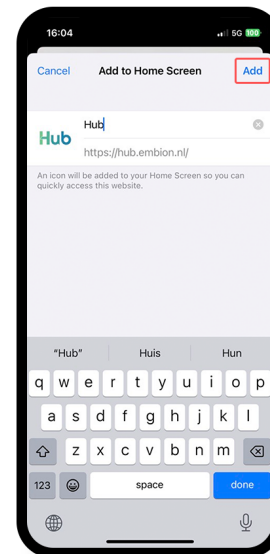 16:04 5G 100
Cancel Add to Home Screen Add
Hub Hub
https://hub.embion.nl/
An icon will be added to your Home Screen so you can
quickly access this website.
"Hub" Huis Hun
q w e r t y u i o p
a s d f g h j k l
z x c v b n m
123 space done